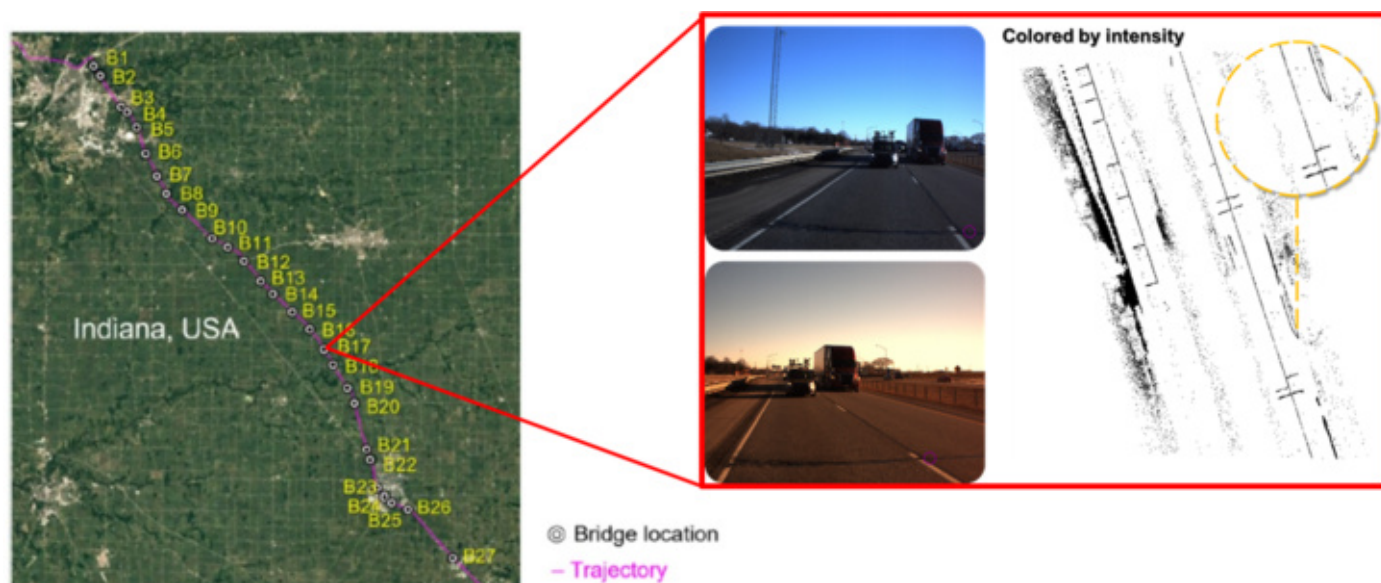 B1
B2
B3
B4
B5
B6
B7
B8
B9
B10
B11
B12
B13
B14
B15
B16
B17
B18
B19
B20
B21
B22
B23
B24
B25
B26
B27
Indiana, USA
Colored by intensity
Bridge location
Trajectory